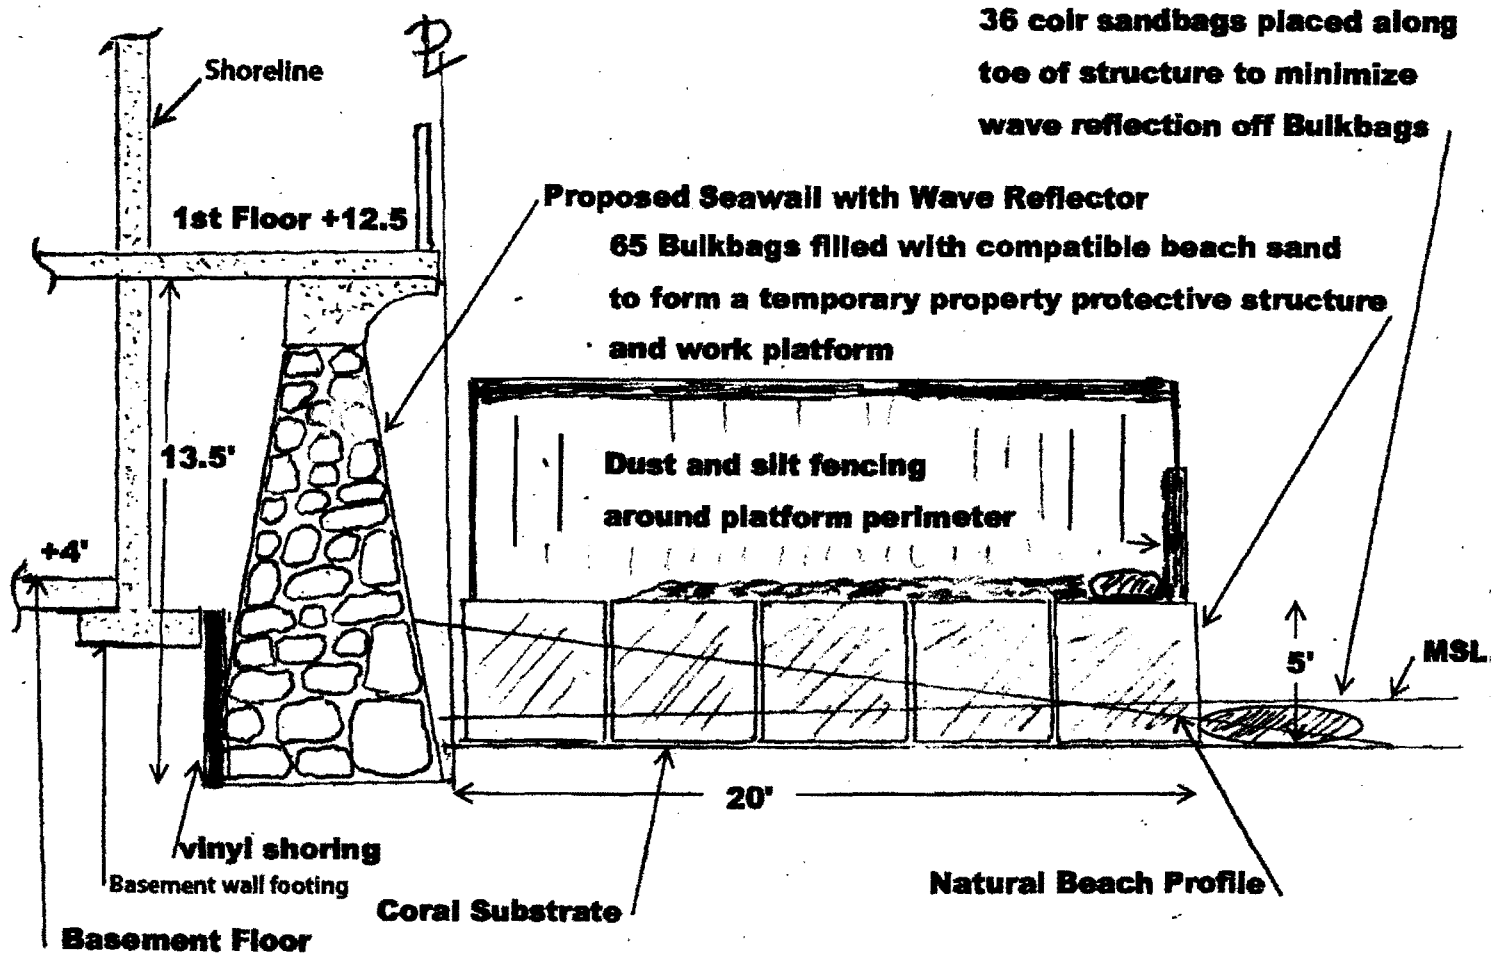 PL
36 coir sandbags placed along
toe of structure to minimize
wave reflection off Bulkbags
Shoreline
Proposed Seawall with Wave Reflector
1st Floor +12.5
65 Bulkbags filled with compatible beach sand
to form a temporary property protective structure
and work platform
13.5'
Dust and silt fencing
around platform perimeter
+4'
5'
MSL
20'
vinyl shoring
Basement wall footing
Natural Beach Profile
Coral Substrate
Basement Floor